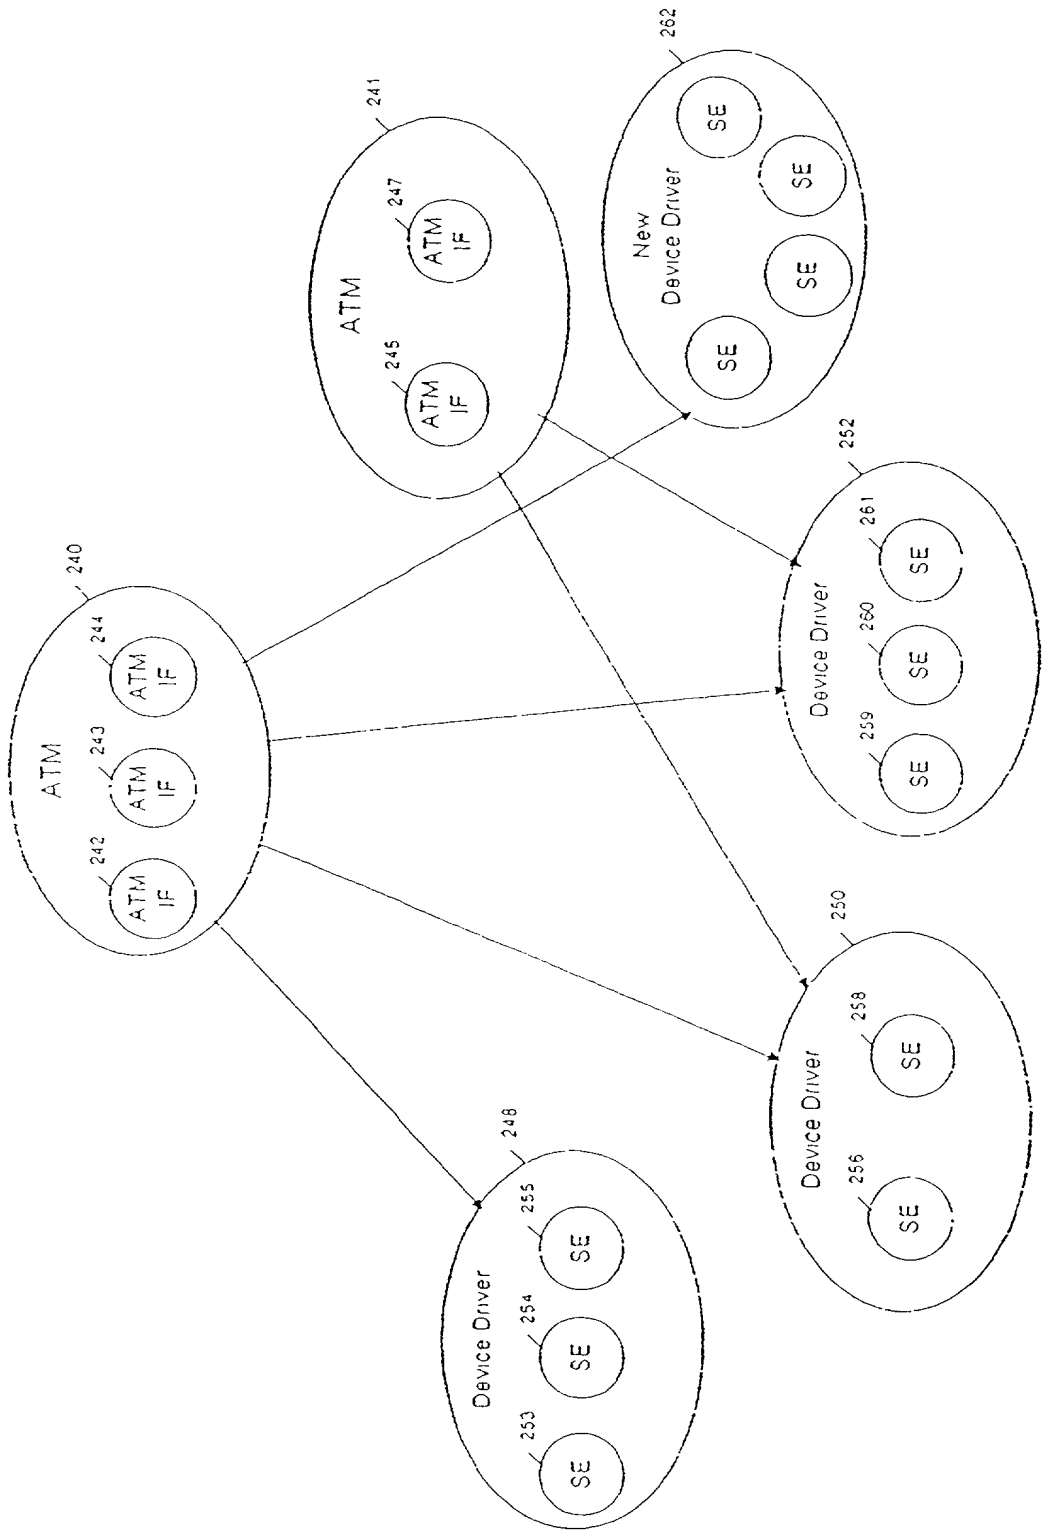 240
ATM
242
243
244
ATM
IF
ATM
IF
ATM
IF
241
ATM
245
247
ATM
IF
ATM
IF
248
Device Driver
253
254
255
SE
SE
SE
250
Device Driver
256
258
SE
SE
252
Device Driver
259
260
261
SE
SE
SE
262
New
Device Driver
SE
SE
SE
SE